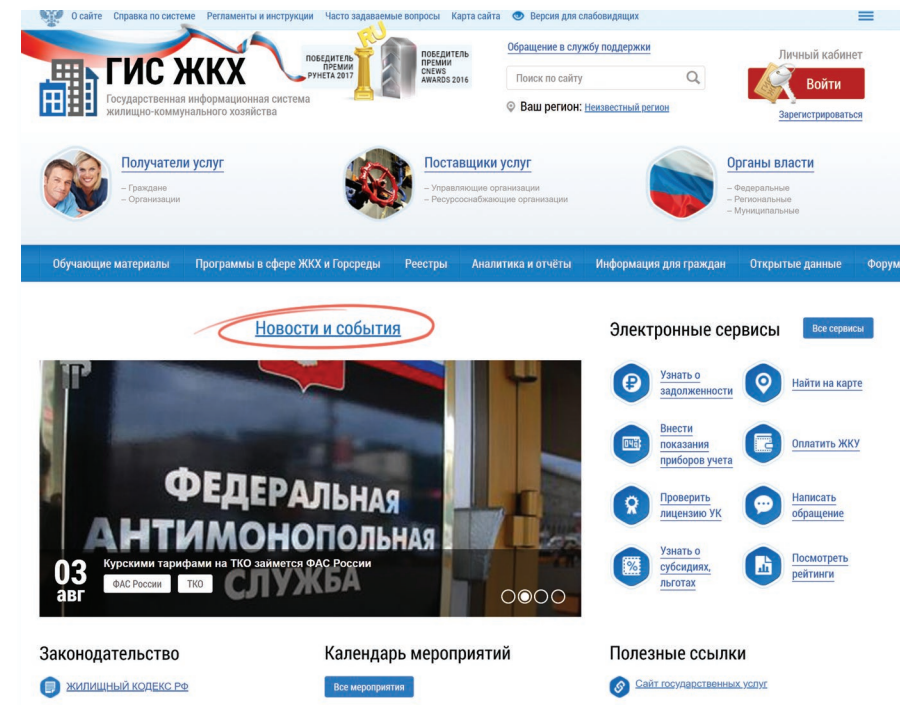 О сайте Справка по системе Регламенты и инструкции Часто задаваемые вопросы Карта сайта Версия для слабовидящих
ГИС ЖКХ
Государственная информационная система
жилищно-коммунального хозяйства
ПОБЕДИТЕЛЬ
ПРЕМИИ
РУНЕТА 2017
RU
ПОБЕДИТЕЛЬ
ПРЕМИИ
CNEWS
AWARDS 2016
Обращение в службу поддержки
Поиск по сайту
Ваш регион: Неизвестный регион
Личный кабинет
Войти
Зарегистрироваться
Получатели услуг
– Граждане
– Организации
Поставщики услуг
– Управляющие организации
– Ресурсоснабжающие организации
Органы власти
– Федеральные
– Региональные
– Муниципальные
Обучающие материалы Программы в сфере ЖКХ и Горсреды Реестры Аналитика и отчёты Информация для граждан Открытые данные Форум
Новости и события
ФЕДЕРАЛЬНАЯ
АНТИМОНОПОЛЬНАЯ
СЛУЖБА
03
авг
Курскими тарифами на ТКО займется ФАС России
ФАС России ТКО
Электронные сервисы
Все сервисы
Узнать о
задолженности
Найти на карте
Внести
показания
приборов учета
Оплатить ЖКУ
Проверить
лицензию УК
Написать
обращение
Узнать о
субсидиях,
льготах
Посмотреть
рейтинги
Законодательство
ЖИЛИЩНЫЙ КОДЕКС РФ
Календарь мероприятий
Все мероприятия
Полезные ссылки
Сайт государственных услуг